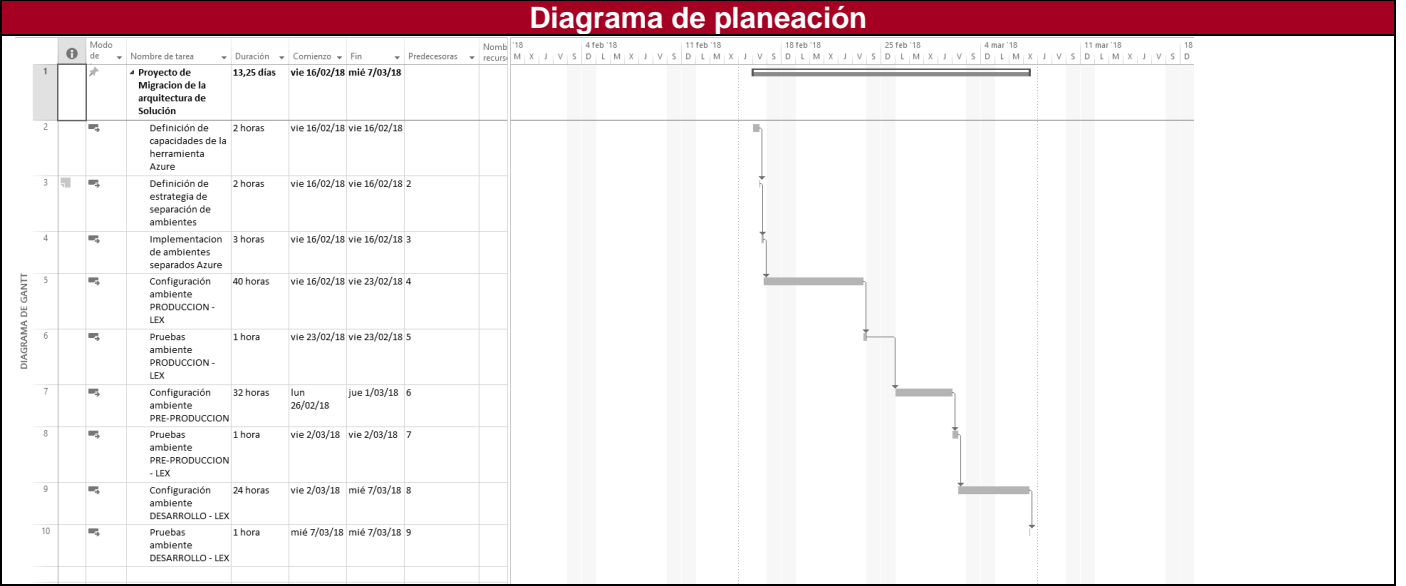 Diagrama de planeación
Modo de Nombre de tarea Duración Comienzo Fin Predecesoras Nomb recurs
'18 4 feb '18 11 feb '18 18 feb '18 25 feb '18 4 mar '18 11 mar '18 18
M X J V S D L M X J V S D L M X J V S D L M X J V S D L M X J V S D L M X J V S D L M X J V S D
1 Proyecto de 13,25 días vie 16/02/18 mié 7/03/18
Migracion de la
arquitectura de
Solución
2 Definición de 2 horas vie 16/02/18 vie 16/02/18
capacidades de la
herramienta
Azure
3 Definición de 2 horas vie 16/02/18 vie 16/02/18 2
estrategia de
separación de
ambientes
4 Implementacion 3 horas vie 16/02/18 vie 16/02/18 3
de ambientes
separados Azure
5 Configuración 40 horas vie 16/02/18 vie 23/02/18 4
ambiente
PRODUCCION -
LEX
6 Pruebas 1 hora vie 23/02/18 vie 23/02/18 5
ambiente
PRODUCCION -
LEX
7 Configuración 32 horas lun jue 1/03/18 6
ambiente 26/02/18
PRE-PRODUCCION
8 Pruebas 1 hora vie 2/03/18 vie 2/03/18 7
ambiente
PRE-PRODUCCION
- LEX
9 Configuración 24 horas vie 2/03/18 mié 7/03/18 8
ambiente
DESARROLLO - LEX
10 Pruebas 1 hora mié 7/03/18 mié 7/03/18 9
ambiente
DESARROLLO - LEX
DIAGRAMA DE GANTT